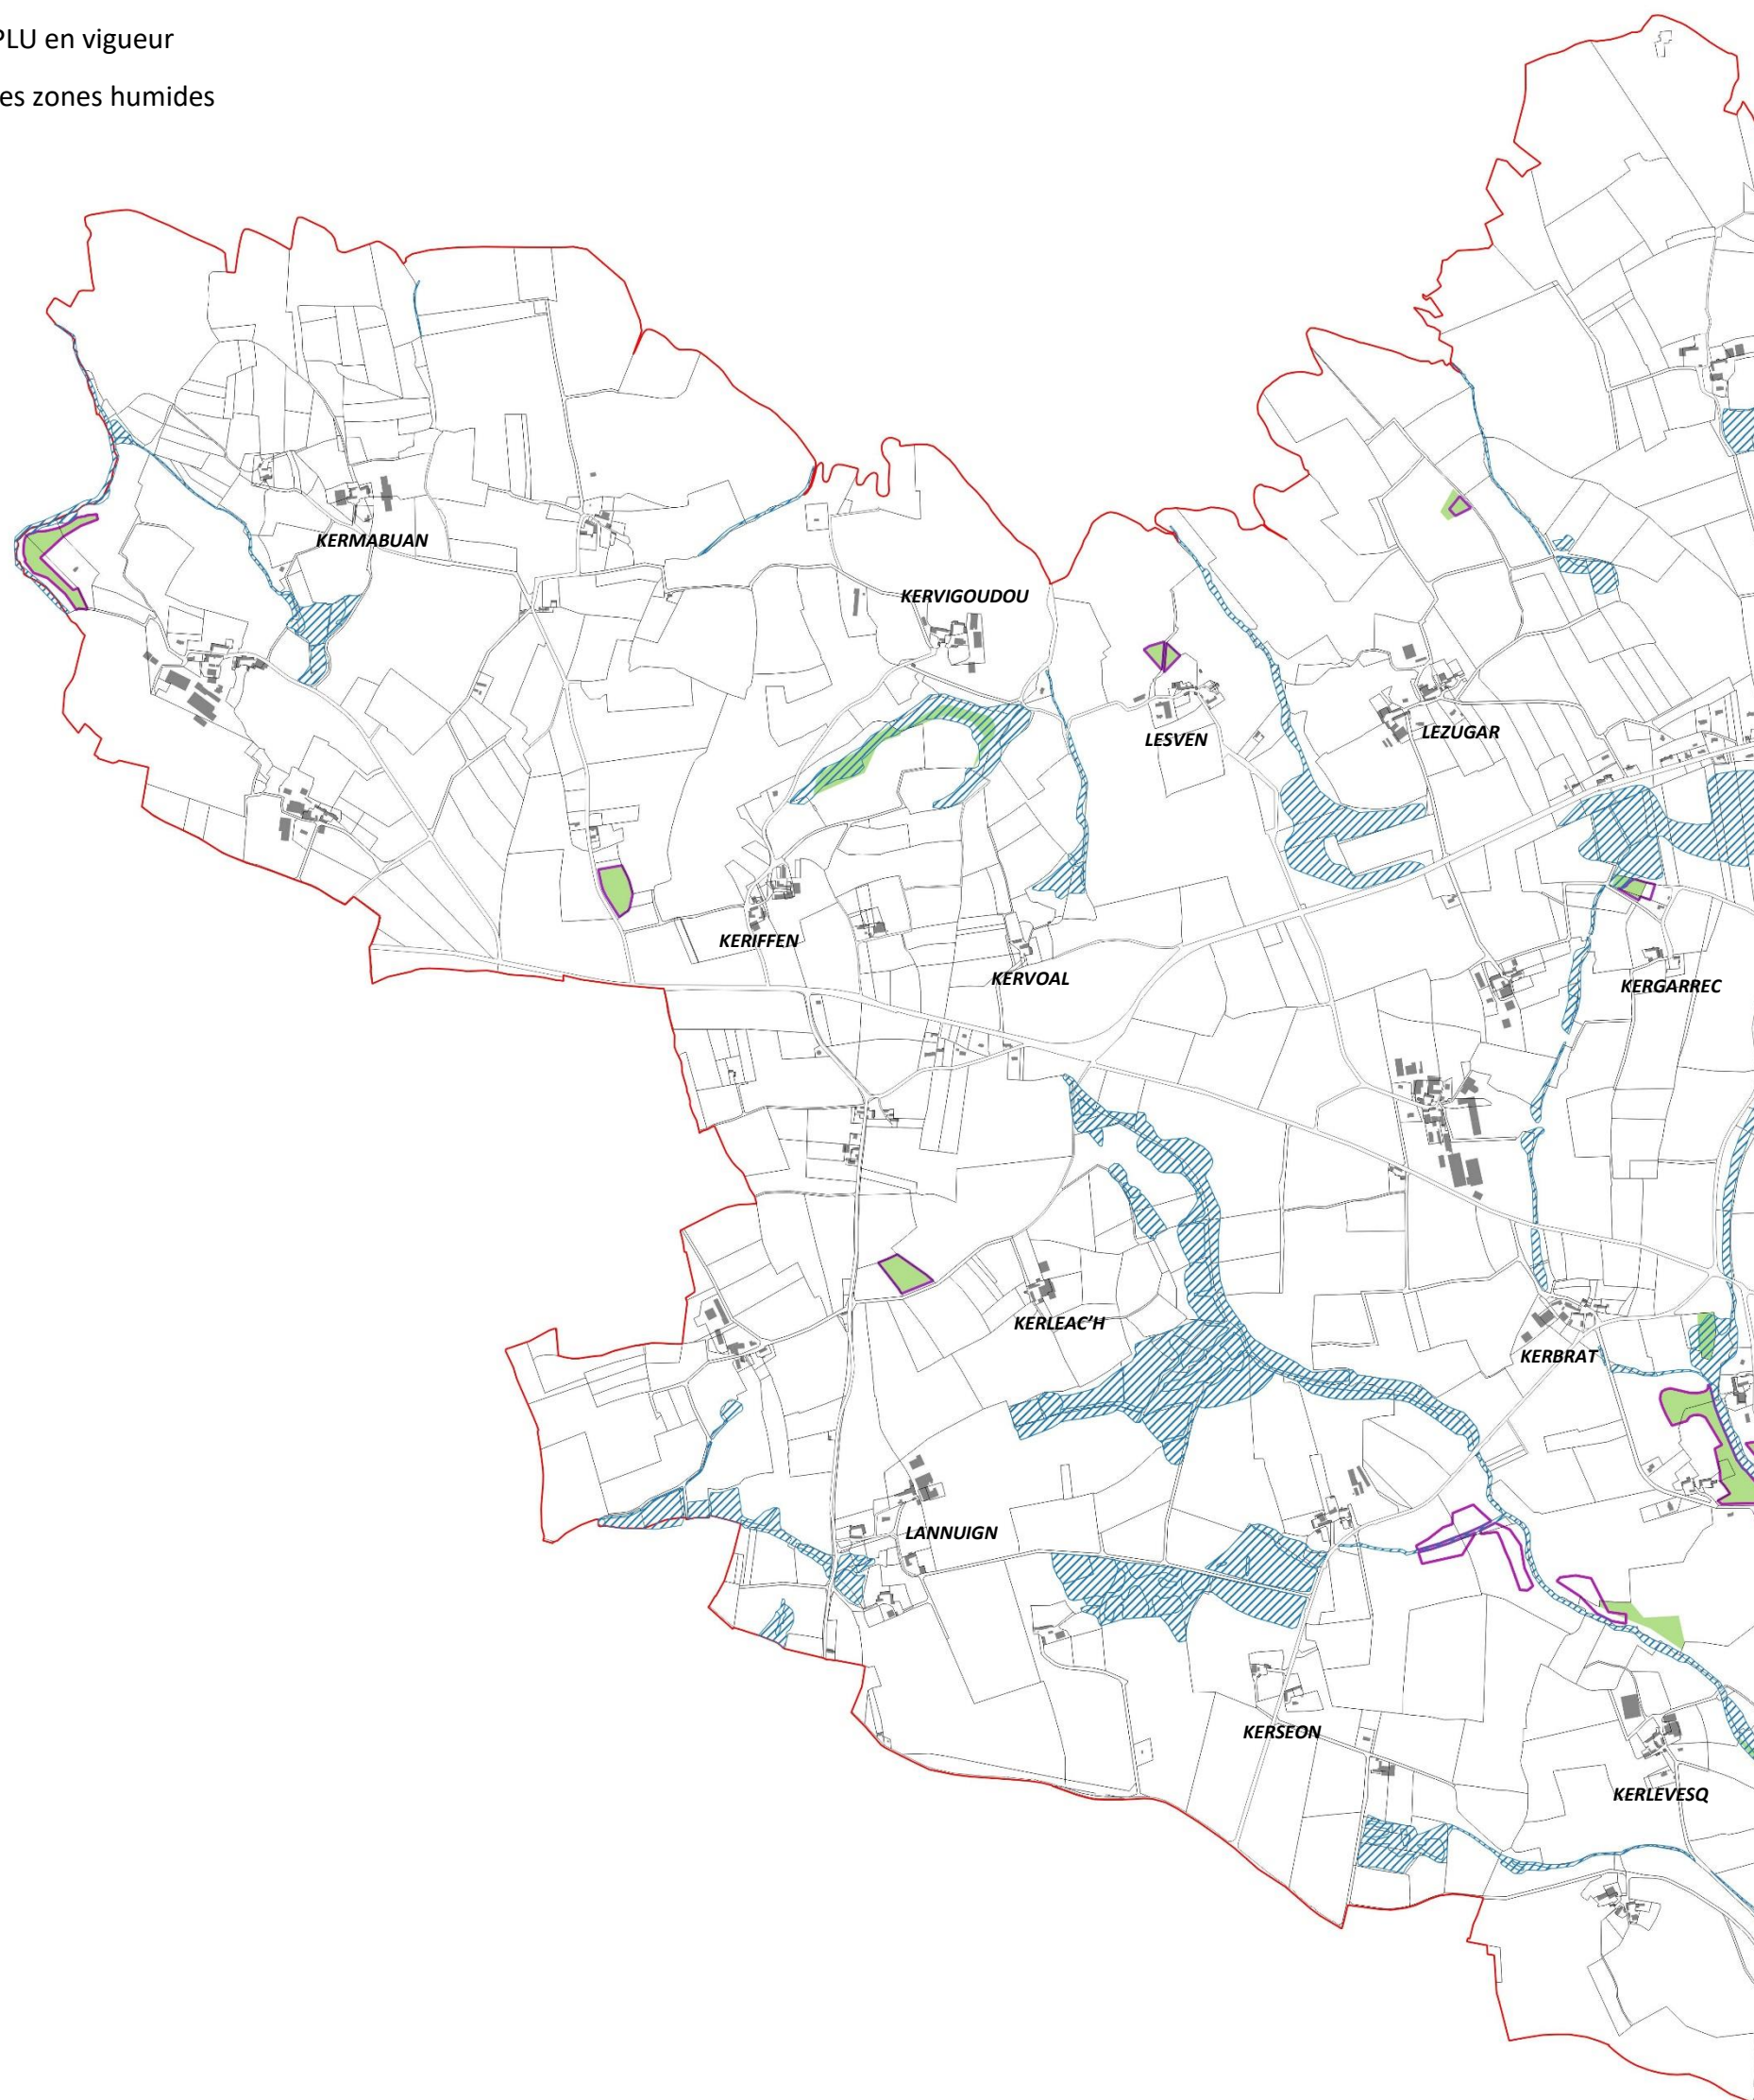 PLU en vigueur
es zones humides
KERMABUAN
KERVIGOUDOU
LESVEN
LEZUGAR
KERIFFEN
KERVOAL
KERGARREC
KERLEAC'H
KERBRAT
LANNUIGN
KERSEON
KERLEVESQ